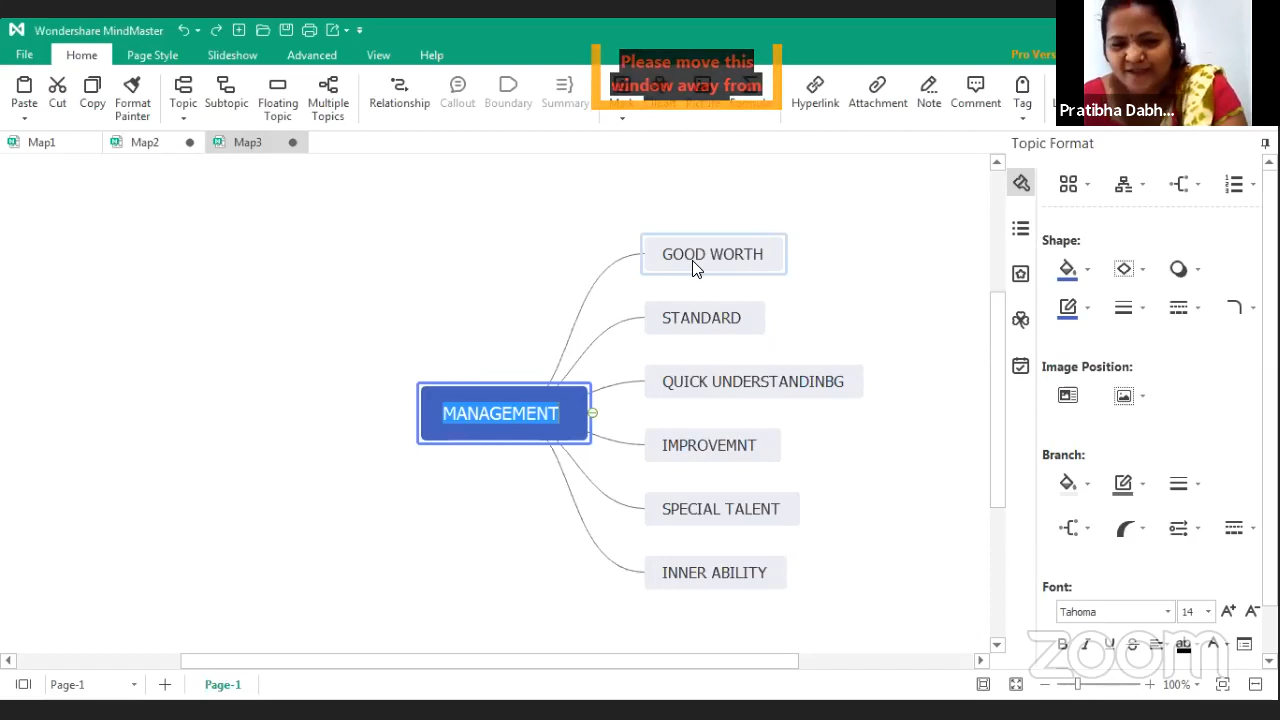 Wondershare MindMaster
File Home Page Style Slideshow Advanced View Help
Pro Vers
Please move this
window away from
Paste Cut Copy Format Painter Topic Subtopic Floating Topic Multiple Topics Relationship Callout Boundary Summary Hyperlink Attachment Note Comment Tag
Pratibha Dabh...
Map1 Map2 Map3
Topic Format
GOOD WORTH
STANDARD
QUICK UNDERSTANDINBG
MANAGEMENT
IMPROVEMNT
SPECIAL TALENT
INNER ABILITY
Shape:
Image Position:
Branch:
Font:
Tahoma 14
zoom
Page-1 Page-1 100%